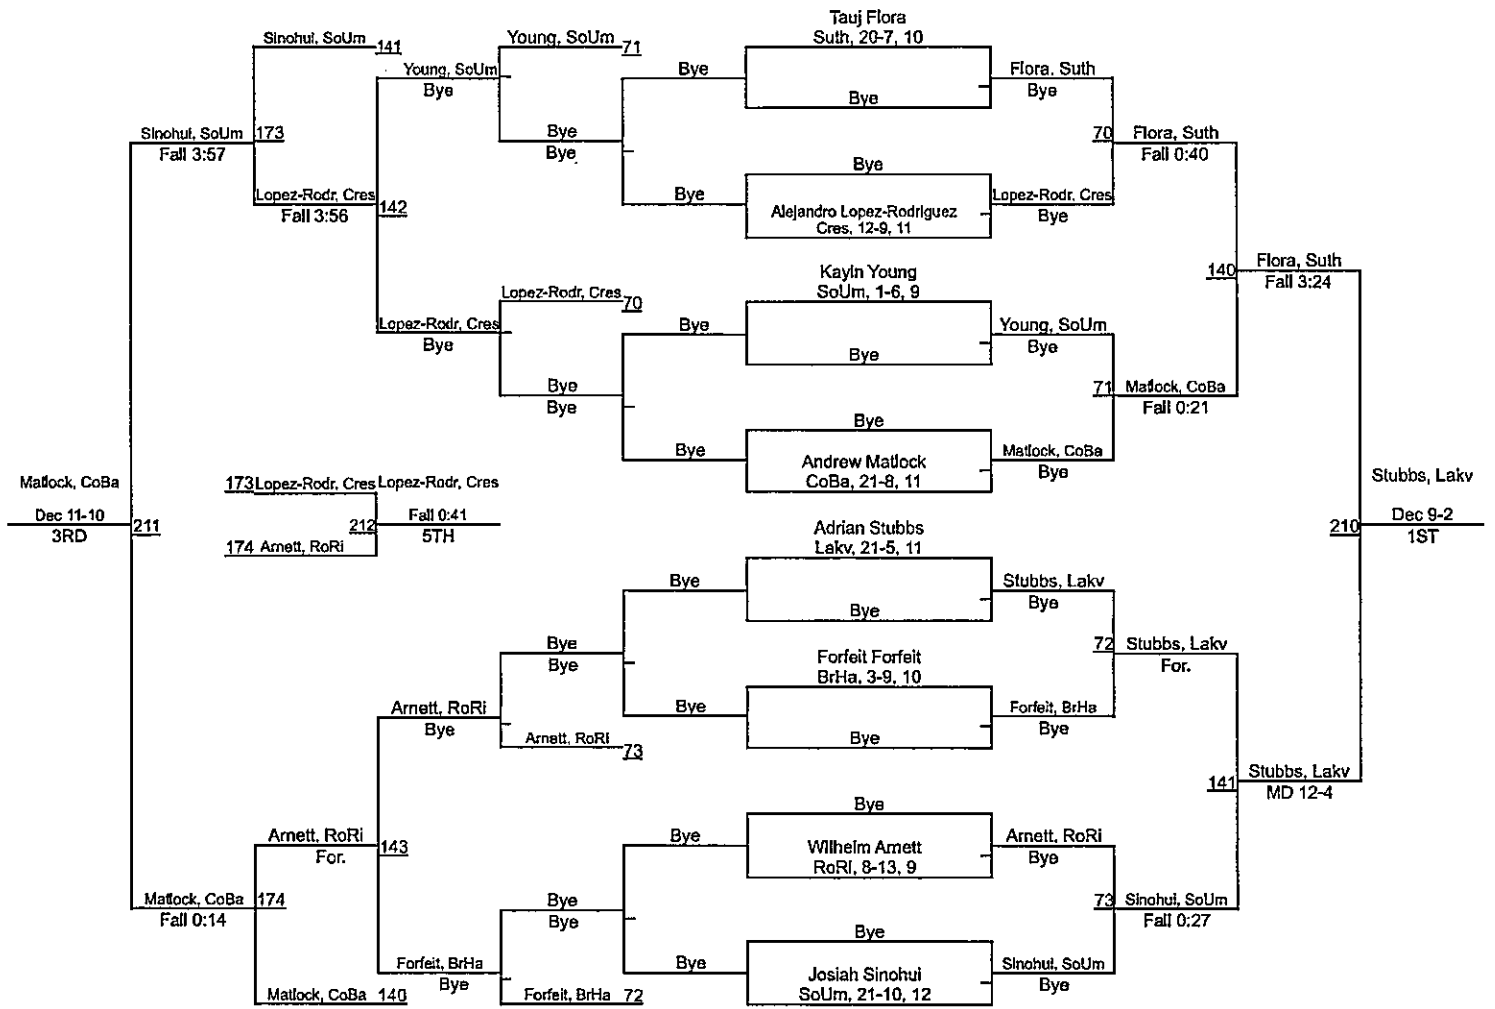 Tauj Flora
Suth, 20-7, 10
Sinohui, SoUm
141
Young, SoUm
71
Young, SoUm
Bye
Bye
Bye
Flora, Suth
Bye
Sinohui, SoUm
173
Fall 3:57
Bye
Bye
70
Flora, Suth
Fall 0:40
Bye
Lopez-Rodr, Cres
Fall 3:56
142
Bye
Alejandro Lopez-Rodriguez
Cres, 12-9, 11
Lopez-Rodr, Cres
Bye
Kayln Young
SoUm, 1-6, 9
140
Flora, Suth
Fall 3:24
Lopez-Rodr, Cres
70
Lopez-Rodr, Cres
Bye
Bye
Bye
Young, SoUm
Bye
Bye
Bye
71
Matlock, CoBa
Fall 0:21
Bye
Bye
Andrew Matlock
CoBa, 21-8, 11
Matlock, CoBa
Bye
Matlock, CoBa
Dec 11-10
3RD
211
173
Lopez-Rodr, Cres
Lopez-Rodr, Cres
212
Fall 0:41
5TH
174
Arnett, RoRi
Stubbs, Lakv
210
Dec 9-2
1ST
Adrian Stubbs
Lakv, 21-5, 11
Bye
Bye
Stubbs, Lakv
Bye
Bye
Bye
Forfeit Forfeit
BrHa, 3-9, 10
72
Stubbs, Lakv
For.
Arnett, RoRi
Bye
Bye
Bye
Forfeit, BrHa
Bye
Arnett, RoRi
73
141
Stubbs, Lakv
MD 12-4
Arnett, RoRi
For.
143
Bye
Bye
Wilhelm Arnett
RoRi, 8-13, 9
Arnett, RoRi
Bye
Matlock, CoBa
Fall 0:14
174
Bye
Bye
73
Sinohui, SoUm
Fall 0:27
Forfeit, BrHa
Bye
Bye
Bye
Josiah Sinohui
SoUm, 21-10, 12
Sinohui, SoUm
Bye
Matlock, CoBa
140
Forfeit, BrHa
72